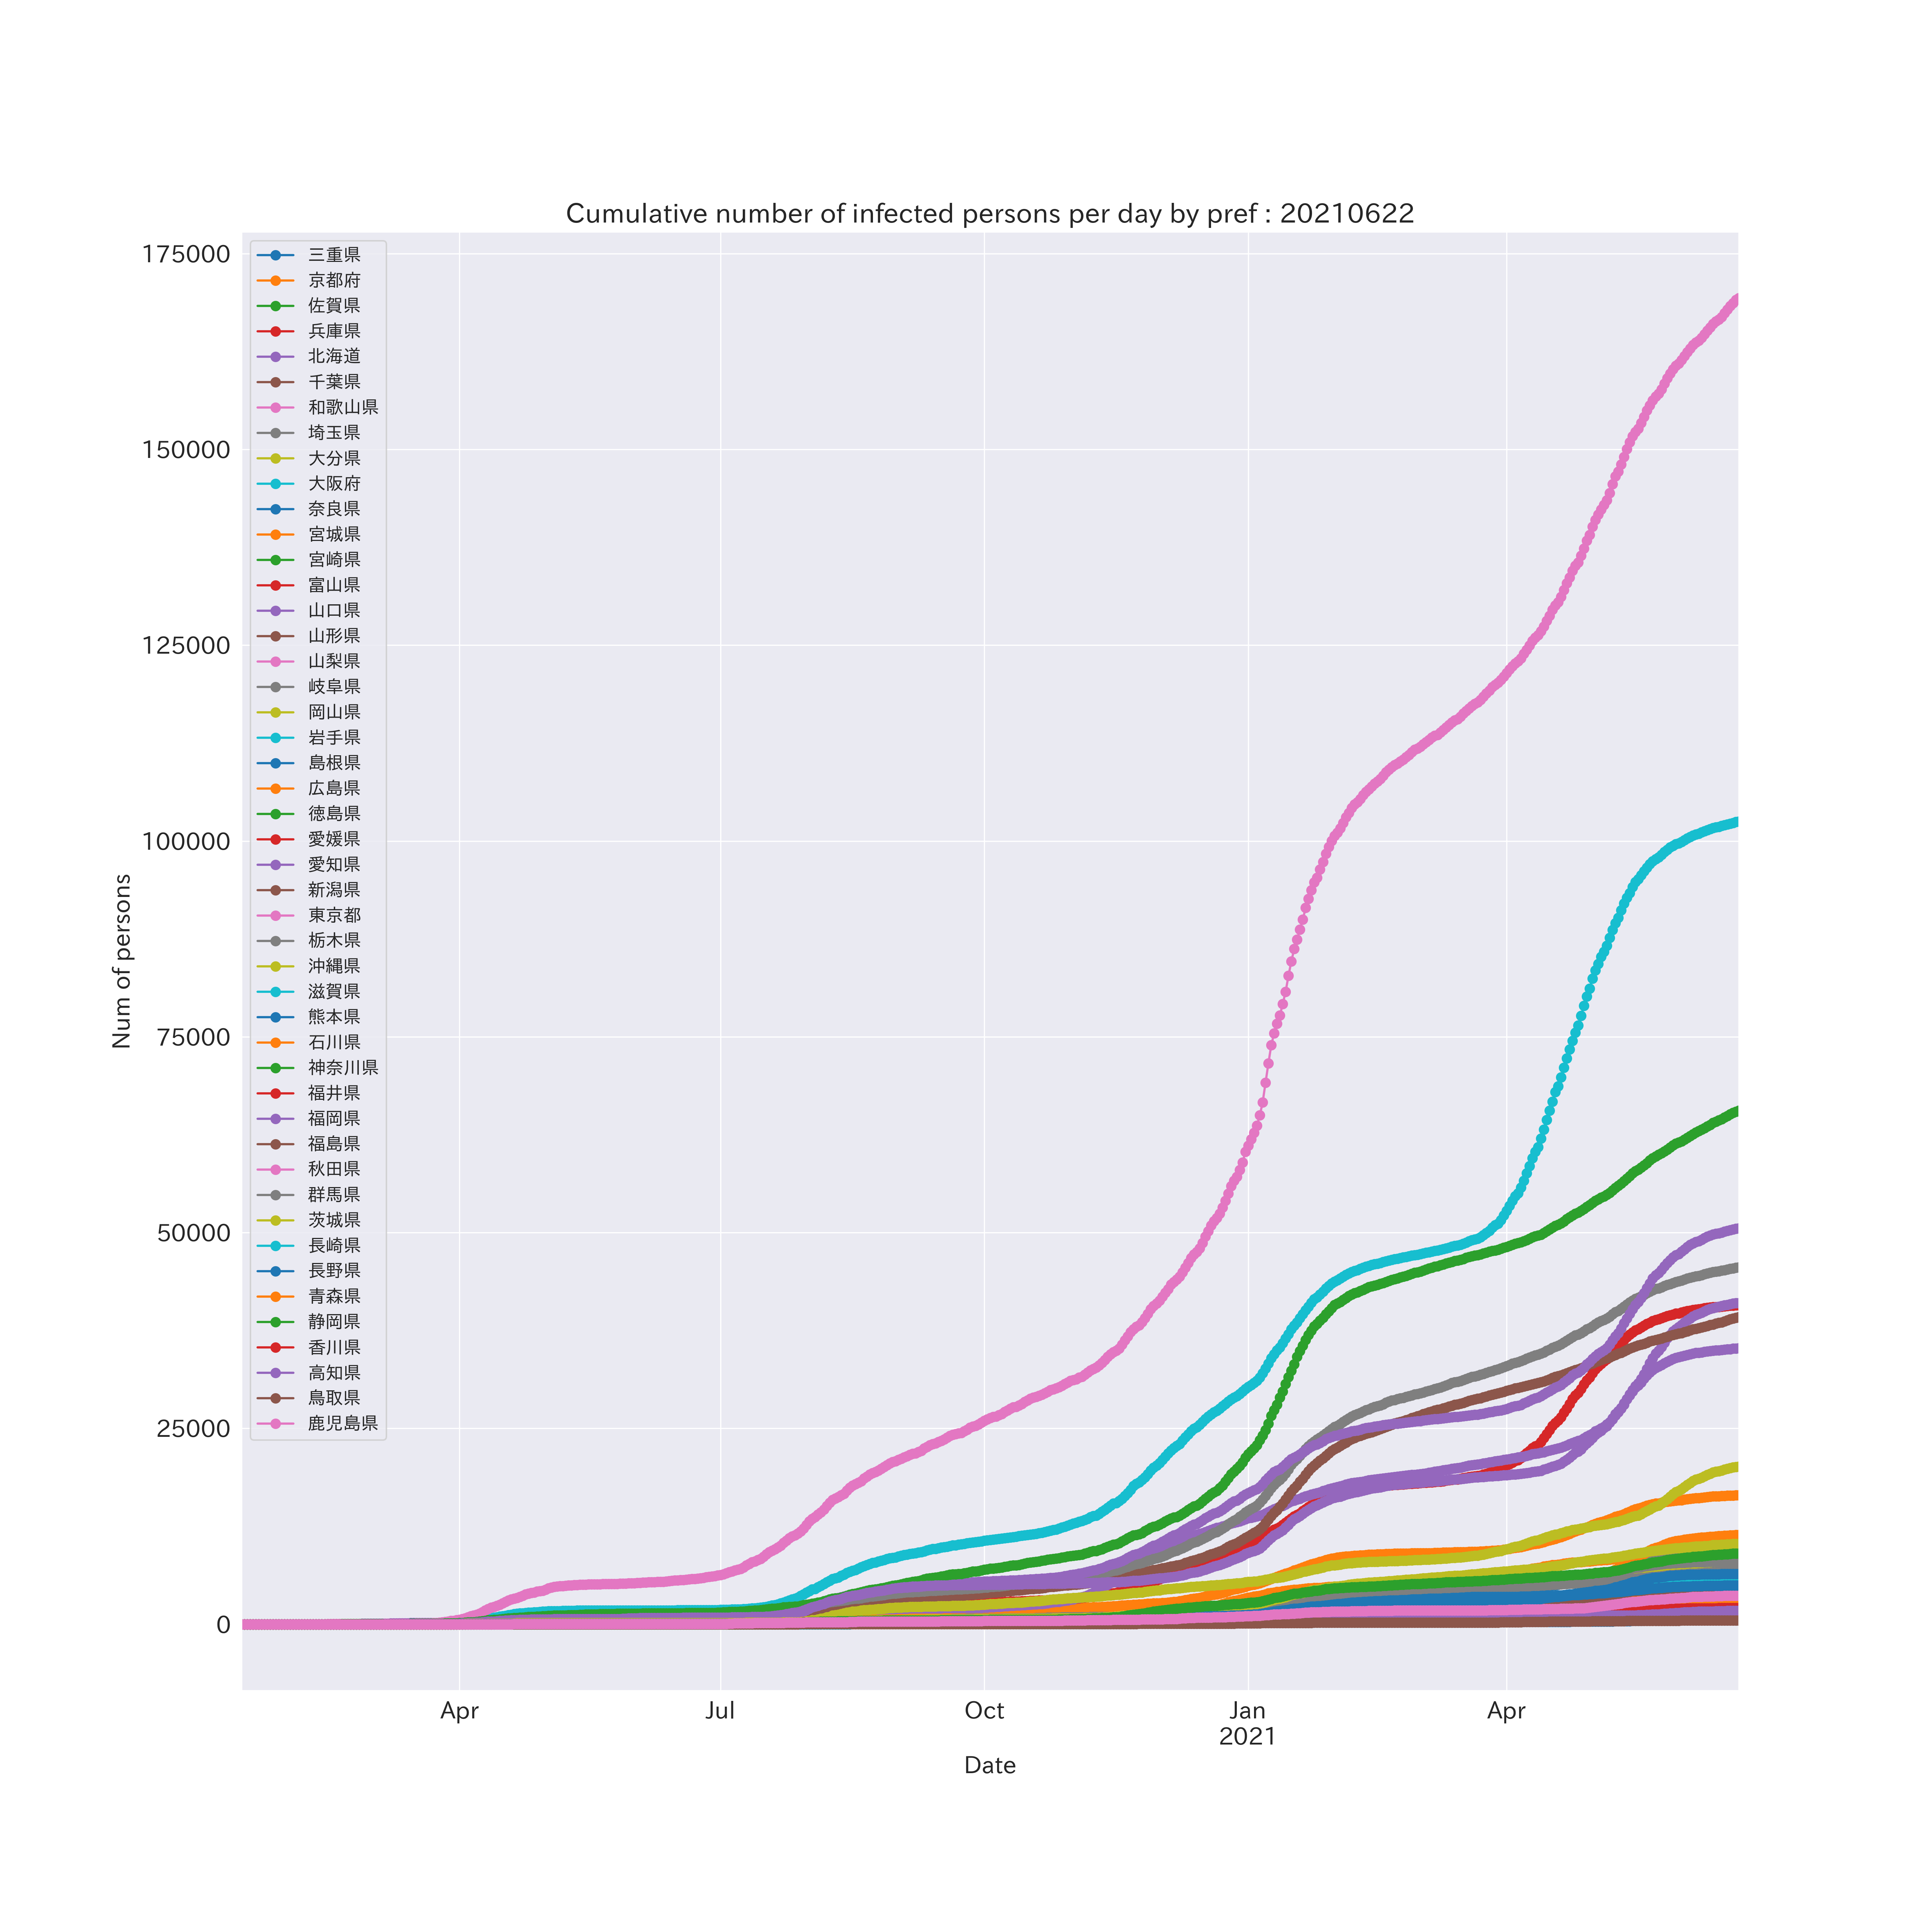 Cumulative number of infected persons per day by pref : 20210622
175000
150000
125000
100000
75000
50000
25000
0
Num of persons
三重県
京都府
佐賀県
兵庫県
北海道
千葉県
和歌山県
埼玉県
大分県
大阪府
奈良県
宮城県
宮崎県
富山県
山口県
山形県
山梨県
岐阜県
岡山県
岩手県
島根県
広島県
徳島県
愛媛県
愛知県
新潟県
東京都
栃木県
沖縄県
滋賀県
熊本県
石川県
神奈川県
福井県
福岡県
福島県
秋田県
群馬県
茨城県
長崎県
長野県
青森県
静岡県
香川県
高知県
鳥取県
鹿児島県
Apr Jul Oct Jan Apr
2021
Date